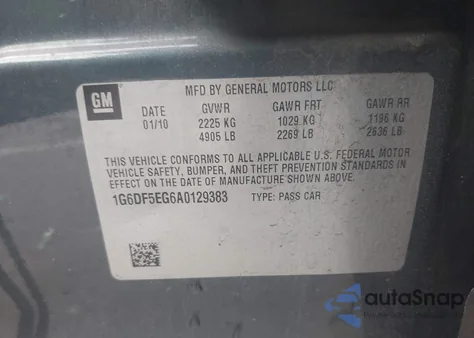 GM
MFD BY GENERAL MOTORS LLC
DATE GVWR GAWR FRT GAWR RR
01/10 2225 KG 1029 KG 1196 KG
4905 LB 2269 LB 2636 LB
THIS VEHICLE CONFORMS TO ALL APPLICABLE U.S. FEDERAL MOTOR
VEHICLE SAFETY, BUMPER, AND THEFT PREVENTION STANDARDS IN
EFFECT ON THE DATE OF MANUFACTURE SHOWN ABOVE.
1G6DF5EG6A0129383 TYPE: PASS CAR
autaSnap